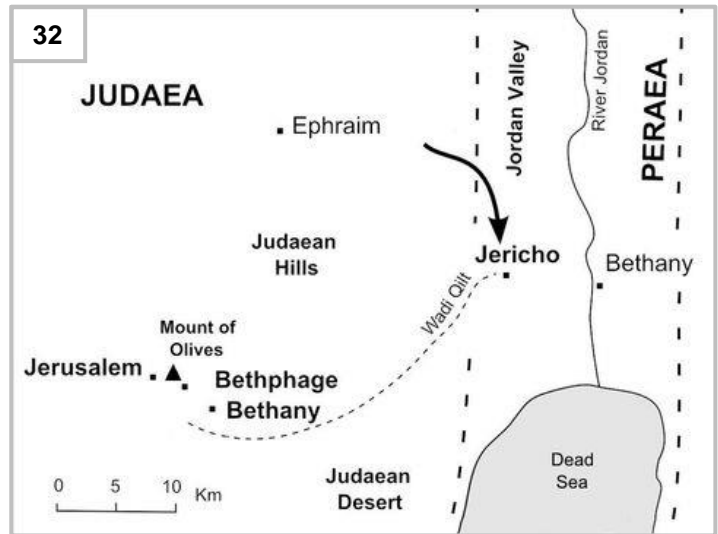 32
JUDAEA
Ephraim
Jordan Valley
River Jordan
PERAEA
Judaean
Hills
Jericho
Bethany
Wadi Qilt
Mount of
Olives
Jerusalem
Bethphage
Bethany
0 5 10 Km
Judaean
Desert
Dead
Sea